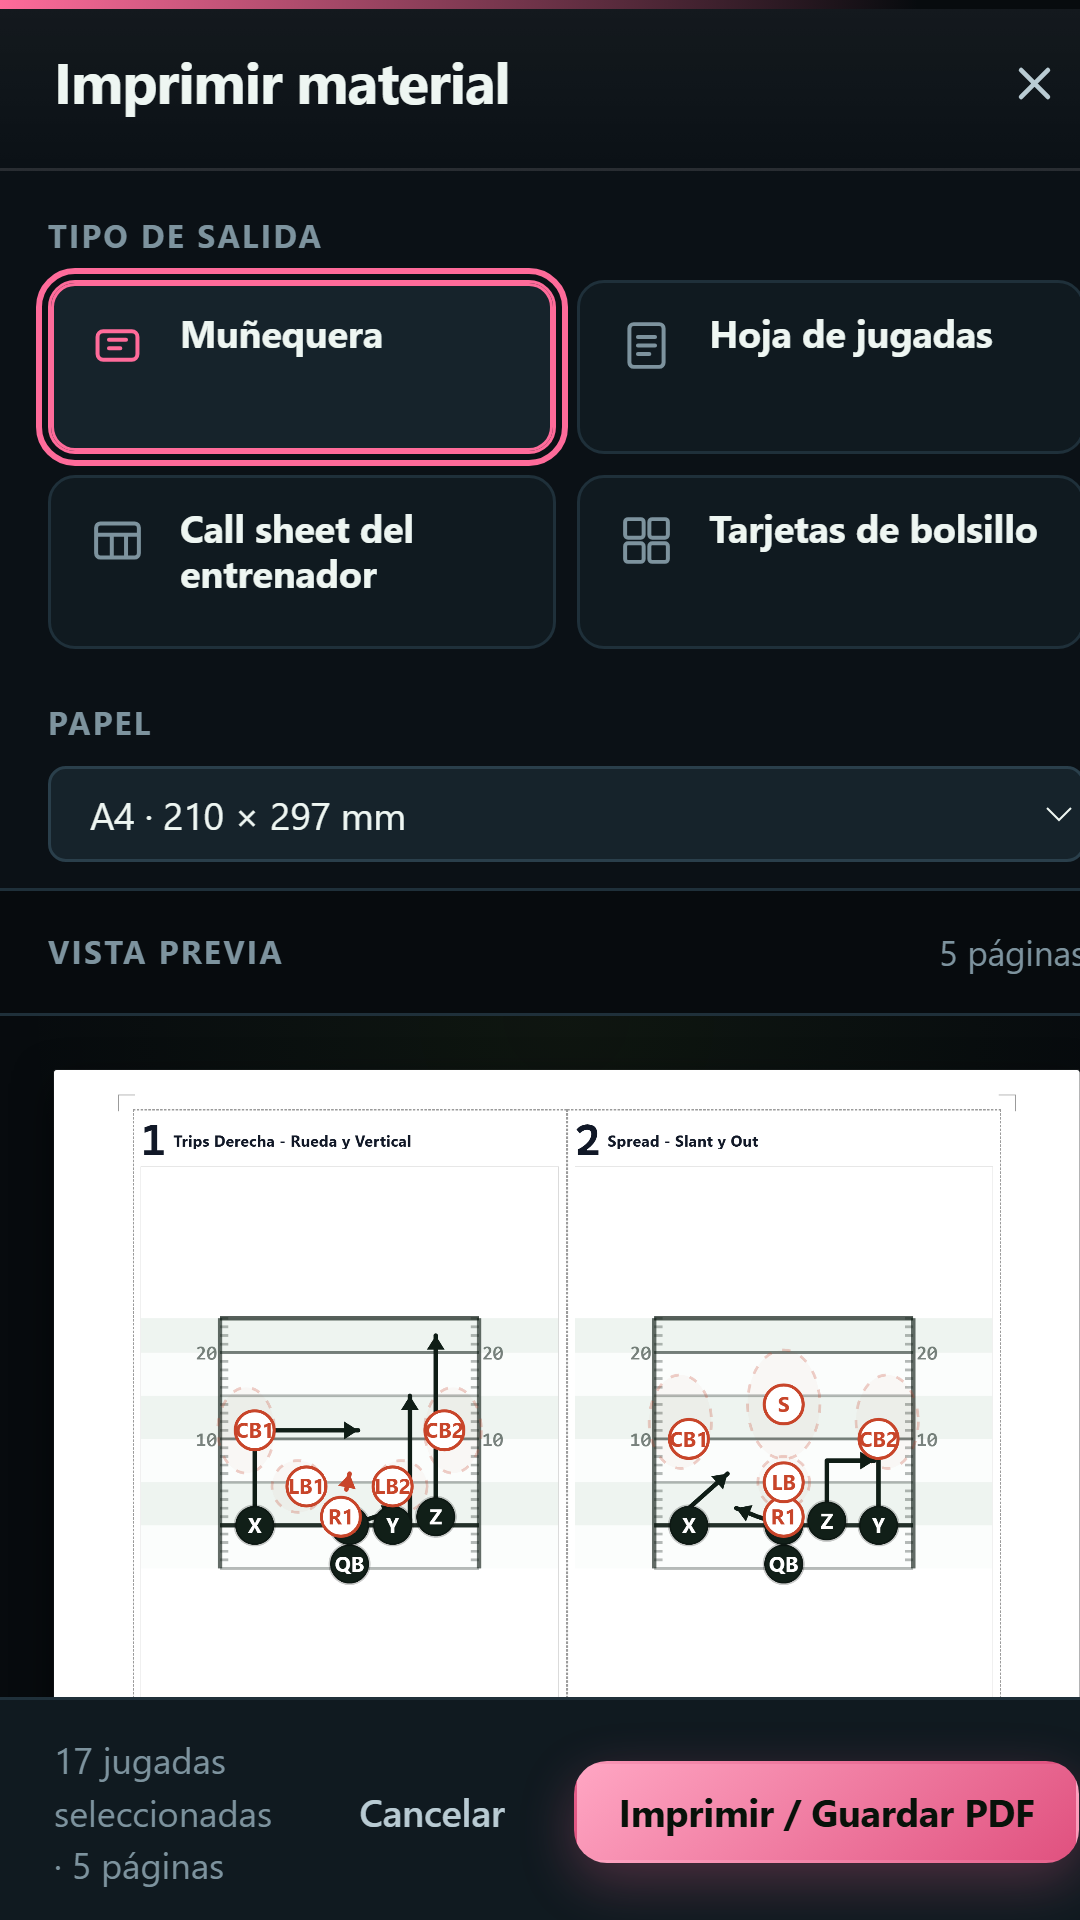 Imprimir material
TIPO DE SALIDA
Muñequera
Hoja de jugadas
Call sheet del
entrenador
Tarjetas de bolsillo
PAPEL
A4 · 210 × 297 mm
VISTA PREVIA
5 páginas
1 Trips Derecha - Rueda y Vertical
2 Spread - Slant y Out
20 20
CB1 CB2
10 10
LB1 LB2
R1
X Y Z
QB
20 20
S
CB1 CB2
10 10
LB
R1
X Z Y
QB
17 jugadas
seleccionadas
· 5 páginas
Cancelar
Imprimir / Guardar PDF